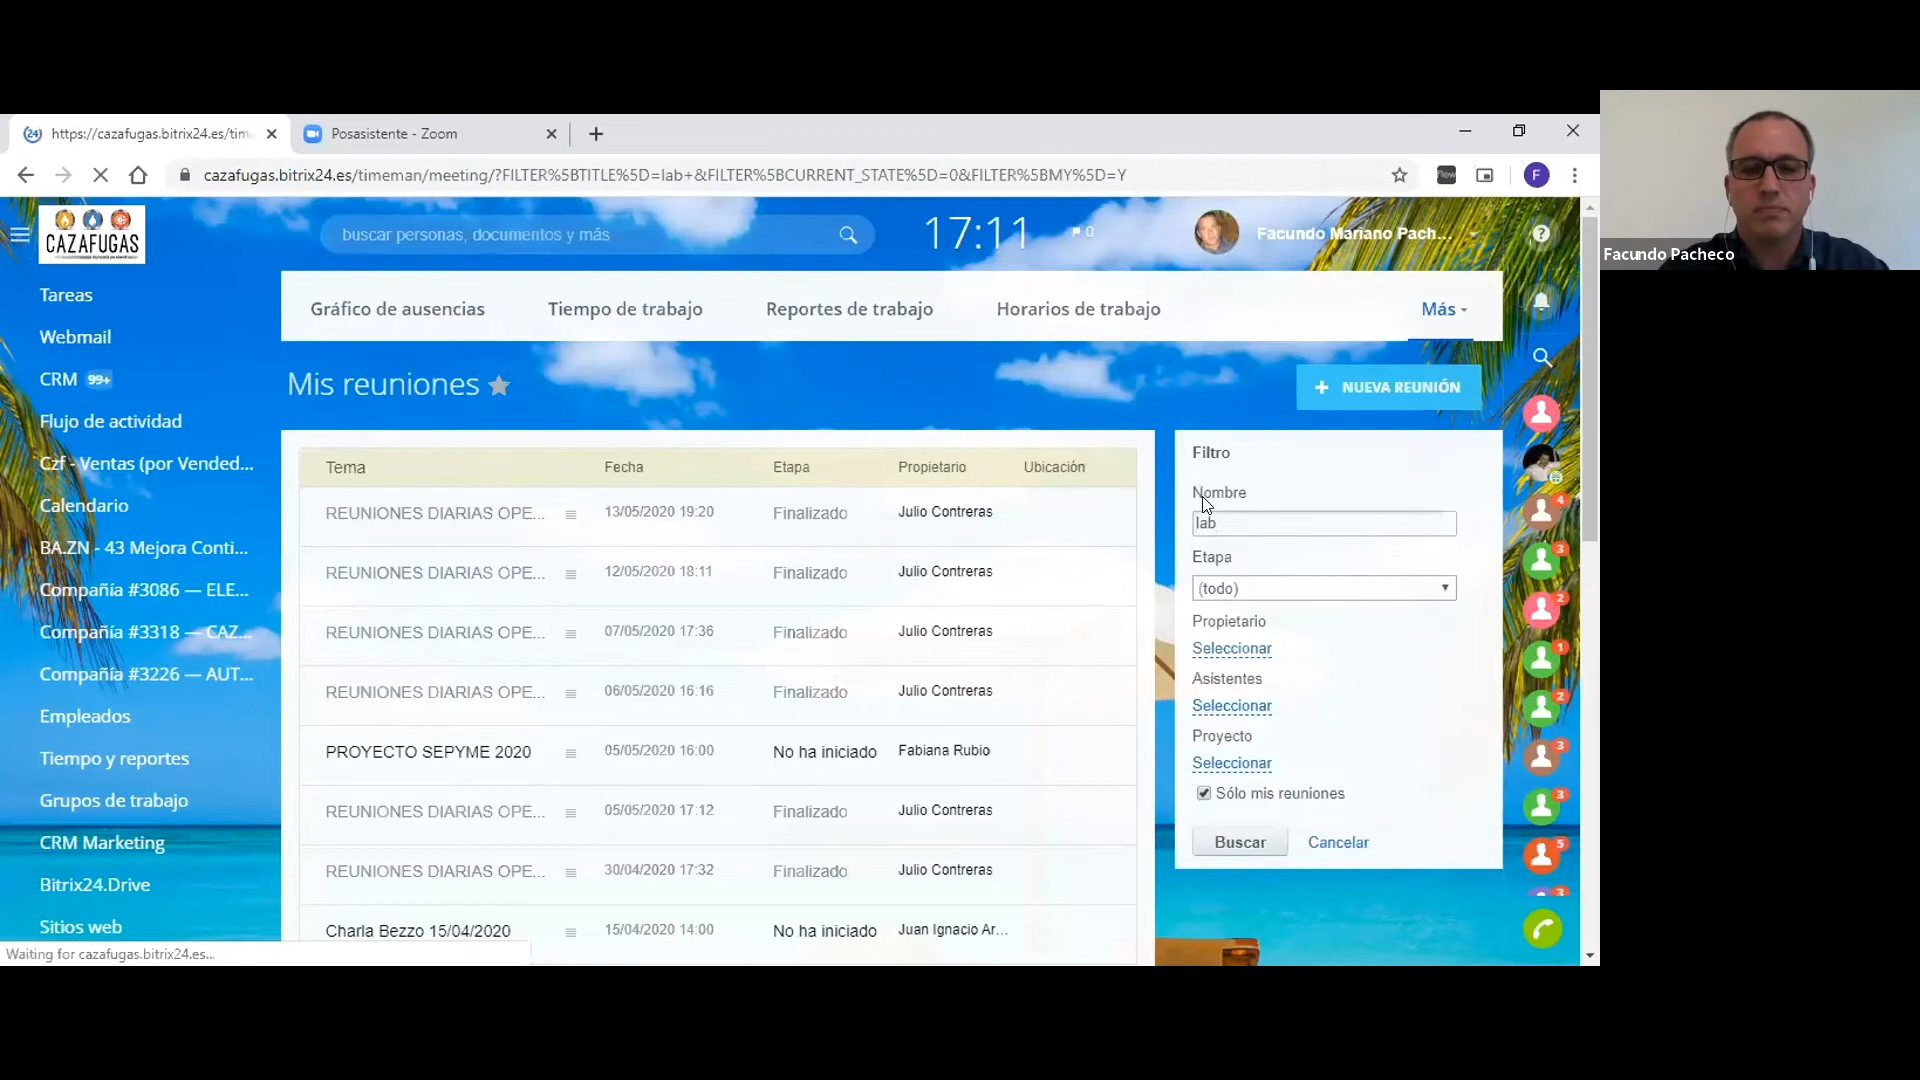 https://cazafugas.bitrix24.es/tim
Posasistente - Zoom
cazafugas.bitrix24.es/timeman/meeting/?FILTER%5BTITLE%5D=lab+&FILTER%5BCURRENT_STATE%5D=0&FILTER%5BMY%5D=Y
F
CAZAFUGAS
buscar personas, documentos y más
17:11
0
Facundo Mariano Pach...
Facundo Pacheco
Tareas
Webmail
CRM 99+
Flujo de actividad
Czf - Ventas (por Vended...
Calendario
BA.ZN - 43 Mejora Conti...
Compañía #3086 — ELE...
Compañía #3318 — CAZ...
Compañía #3226 — AUT...
Empleados
Tiempo y reportes
Grupos de trabajo
CRM Marketing
Bitrix24.Drive
Sitios web
Gráfico de ausencias Tiempo de trabajo Reportes de trabajo Horarios de trabajo Más
Mis reuniones
+ NUEVA REUNIÓN
Tema Fecha Etapa Propietario Ubicación
REUNIONES DIARIAS OPE... 13/05/2020 19:20 Finalizado Julio Contreras
REUNIONES DIARIAS OPE... 12/05/2020 18:11 Finalizado Julio Contreras
REUNIONES DIARIAS OPE... 07/05/2020 17:36 Finalizado Julio Contreras
REUNIONES DIARIAS OPE... 06/05/2020 16:16 Finalizado Julio Contreras
PROYECTO SEPYME 2020 05/05/2020 16:00 No ha iniciado Fabiana Rubio
REUNIONES DIARIAS OPE... 05/05/2020 17:12 Finalizado Julio Contreras
REUNIONES DIARIAS OPE... 30/04/2020 17:32 Finalizado Julio Contreras
Charla Bezzo 15/04/2020 15/04/2020 14:00 No ha iniciado Juan Ignacio Ar...
Filtro
Nombre
lab
Etapa
(todo)
Propietario
Seleccionar
Asistentes
Seleccionar
Proyecto
Seleccionar
Sólo mis reuniones
Buscar Cancelar
4
3
2
1
2
3
3
5
3
Waiting for cazafugas.bitrix24.es...